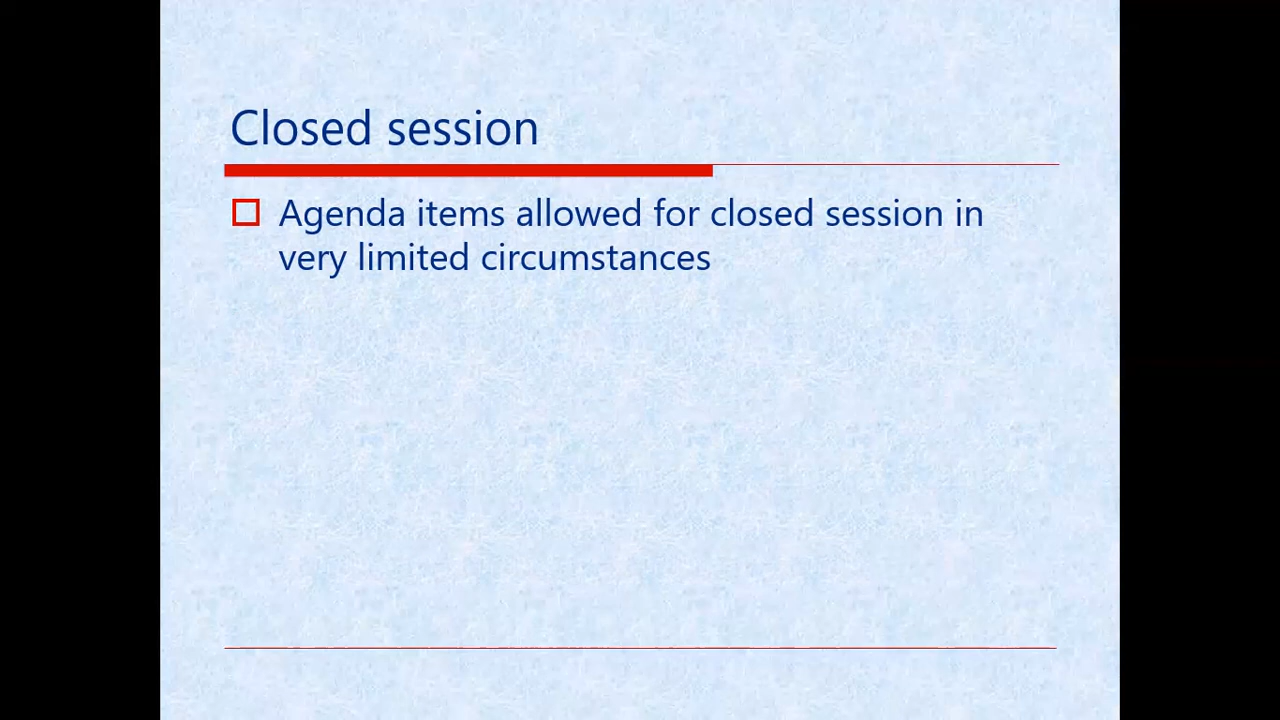 Closed session
Agenda items allowed for closed session in
very limited circumstances